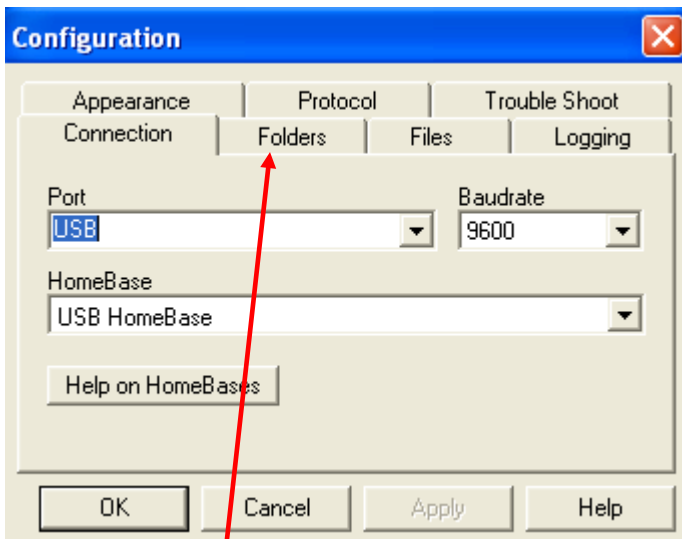 Configuration
Appearance Protocol Trouble Shoot
Connection Folders Files Logging
Port Baudrate
USB 9600
HomeBase
USB HomeBase
Help on HomeBases
OK Cancel Apply Help